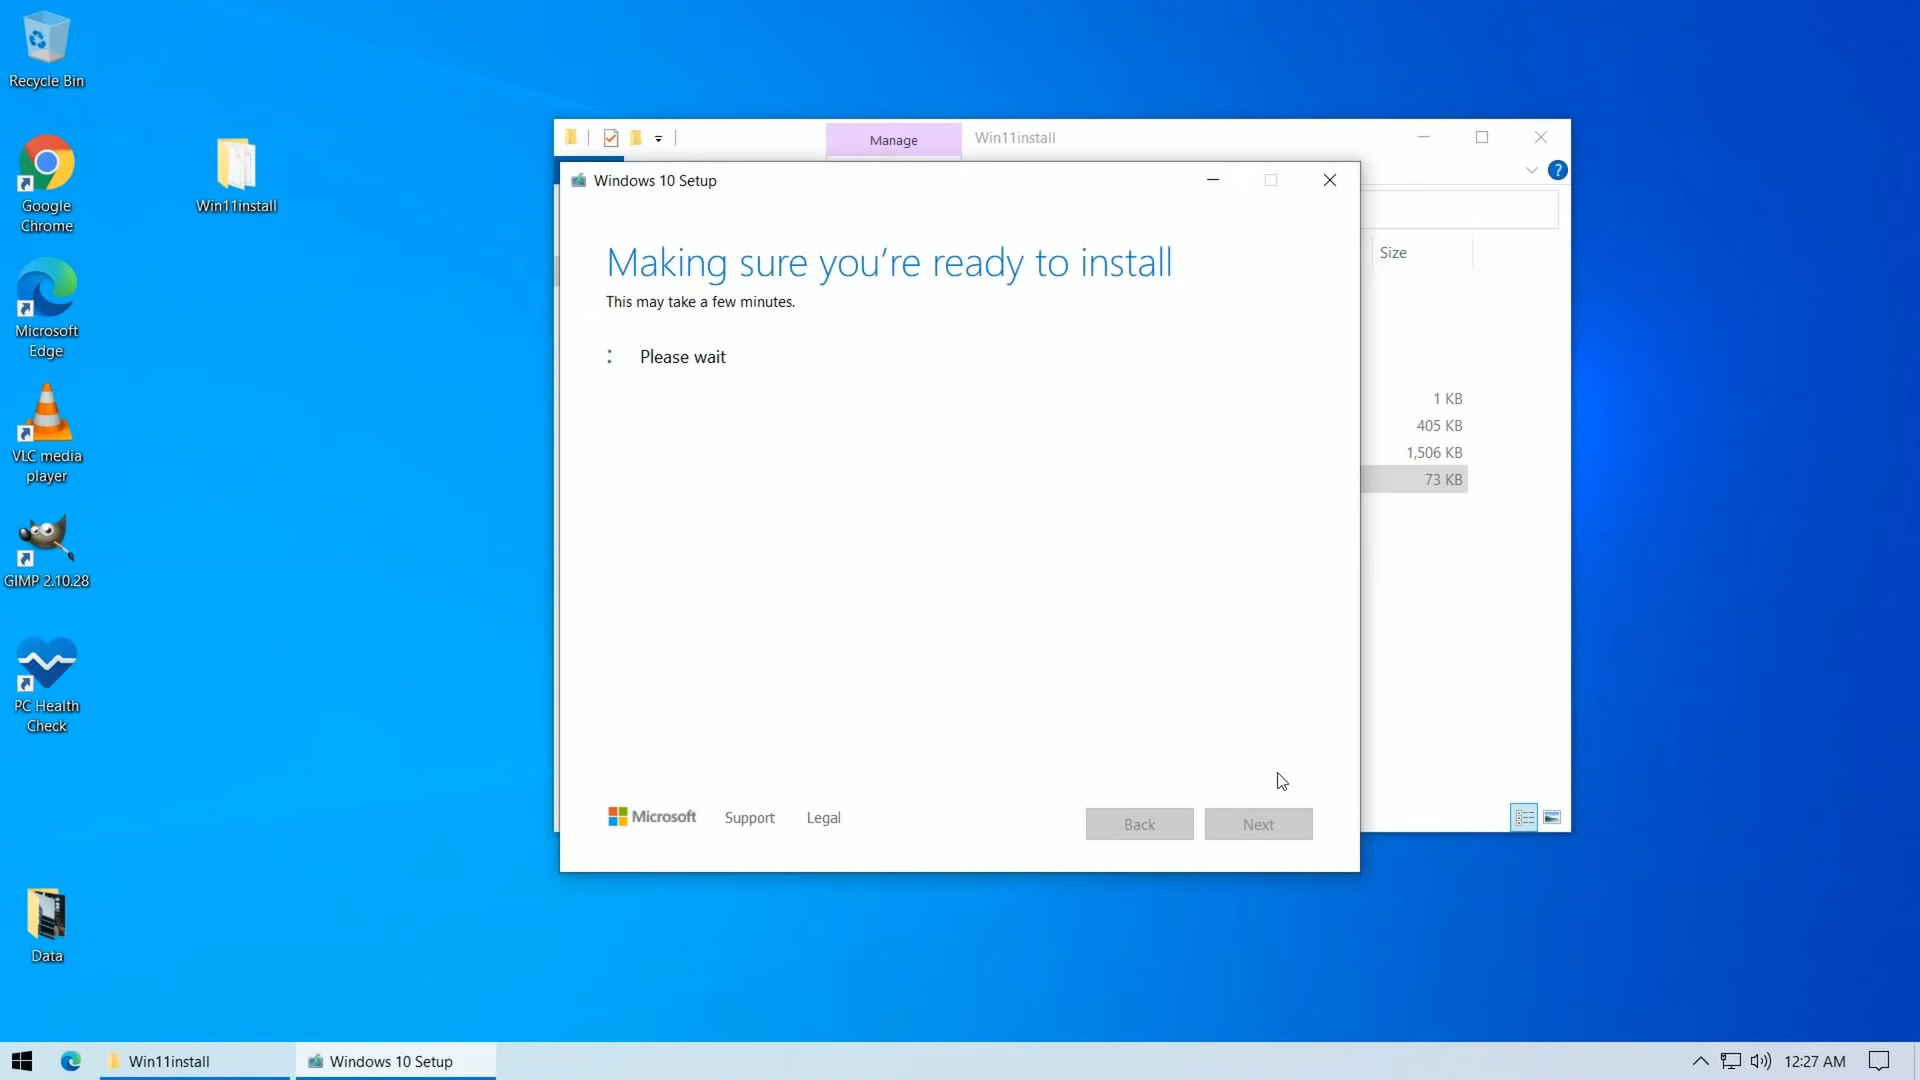 Recycle Bin
Google
Chrome
Win11install
Microsoft
Edge
VLC media
player
GIMP 2.10.28
PC Health
Check
Data
Manage
Win11install
?
Size
1 KB
405 KB
1,506 KB
73 KB
Windows 10 Setup
Making sure you're ready to install
This may take a few minutes.
Please wait
Microsoft
Support
Legal
Back
Next
Win11install
Windows 10 Setup
12:27 AM